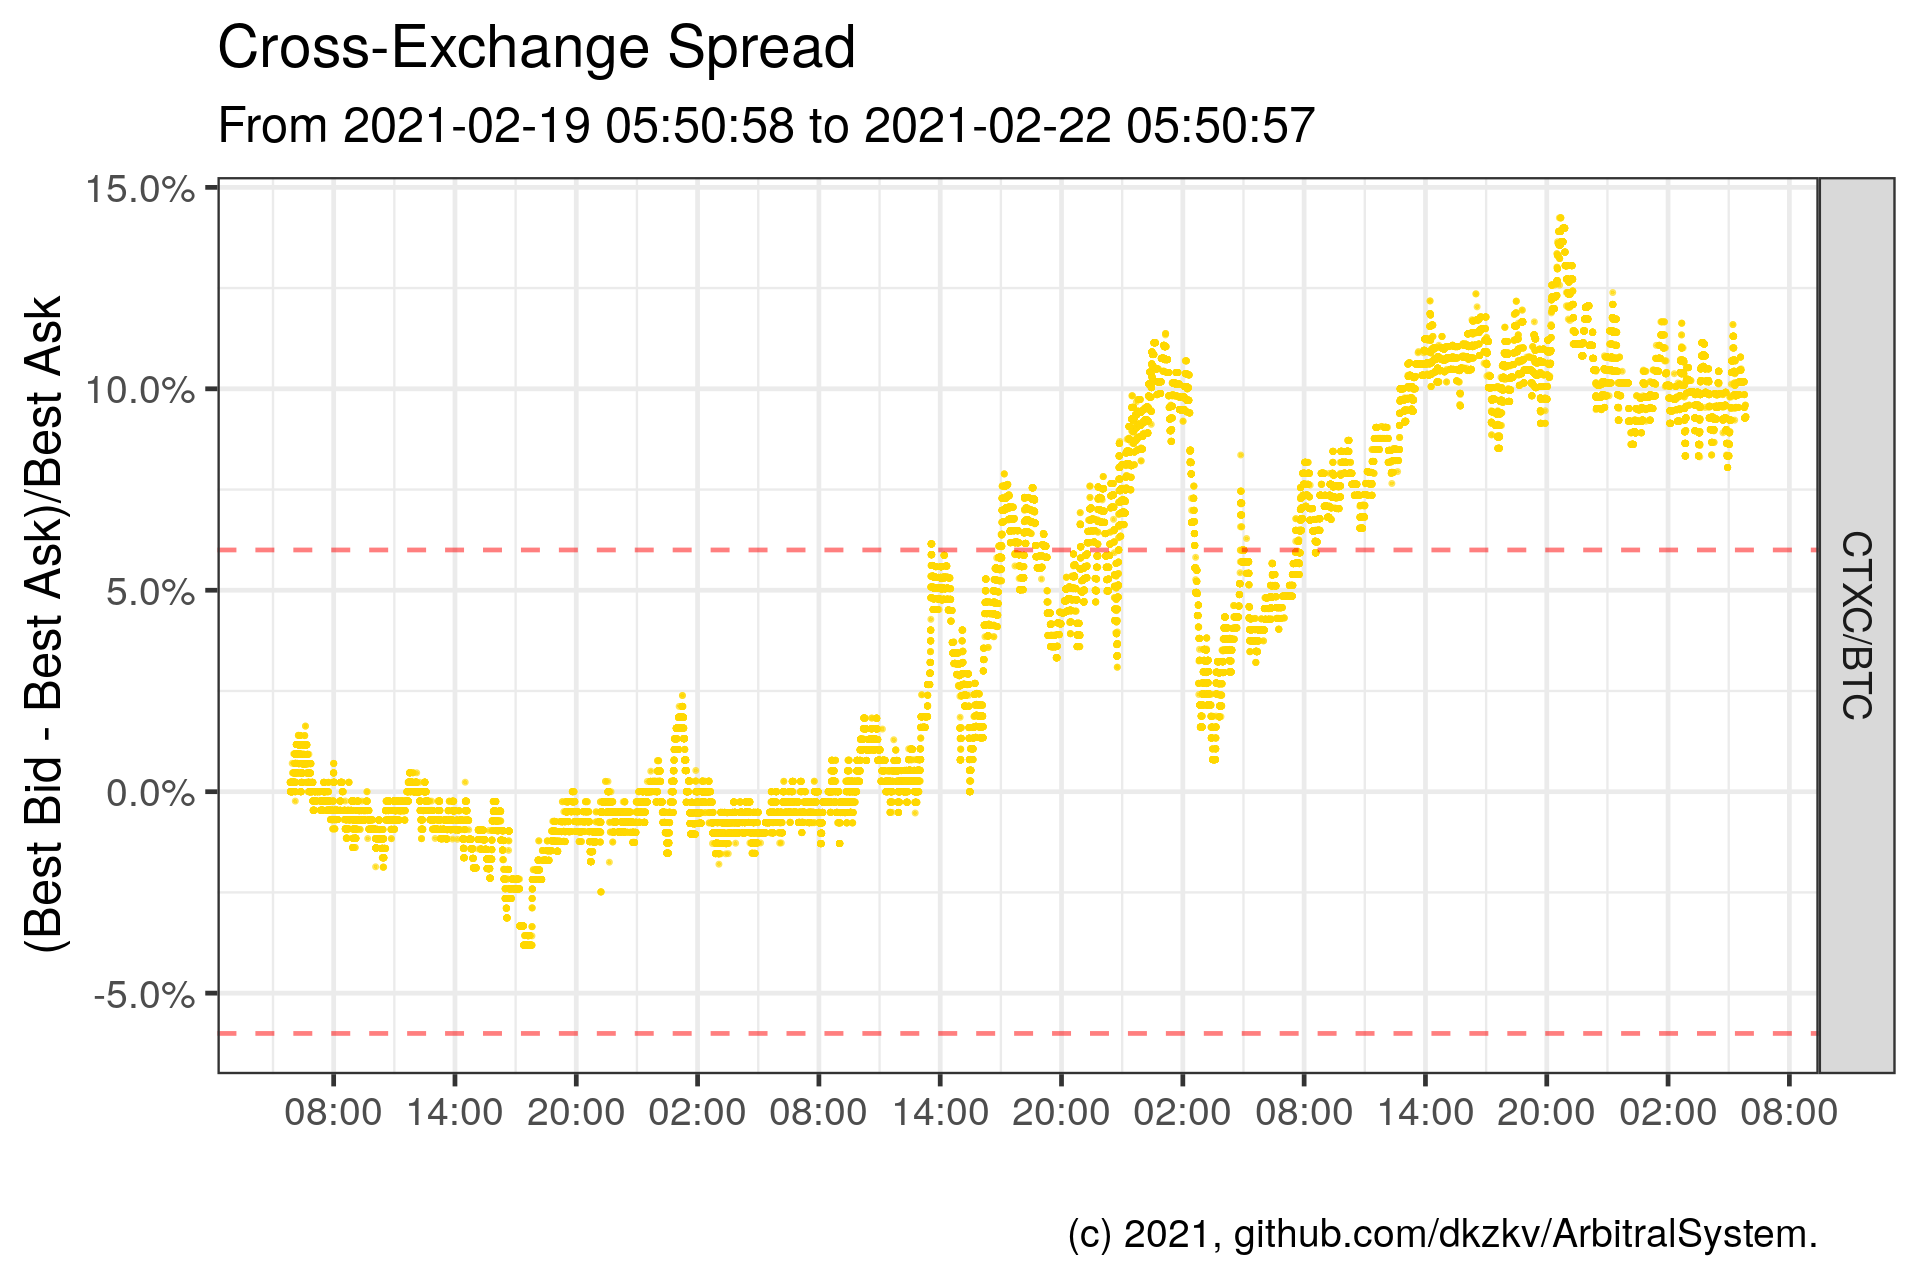 Cross-Exchange Spread
From 2021-02-19 05:50:58 to 2021-02-22 05:50:57
(Best Bid - Best Ask)/Best Ask
15.0%
10.0%
5.0%
0.0%
-5.0%
CTXC/BTC
08:00 14:00 20:00 02:00 08:00 14:00 20:00 02:00 08:00 14:00 20:00 02:00 08:00
(c) 2021, github.com/dkzkv/ArbitralSystem.